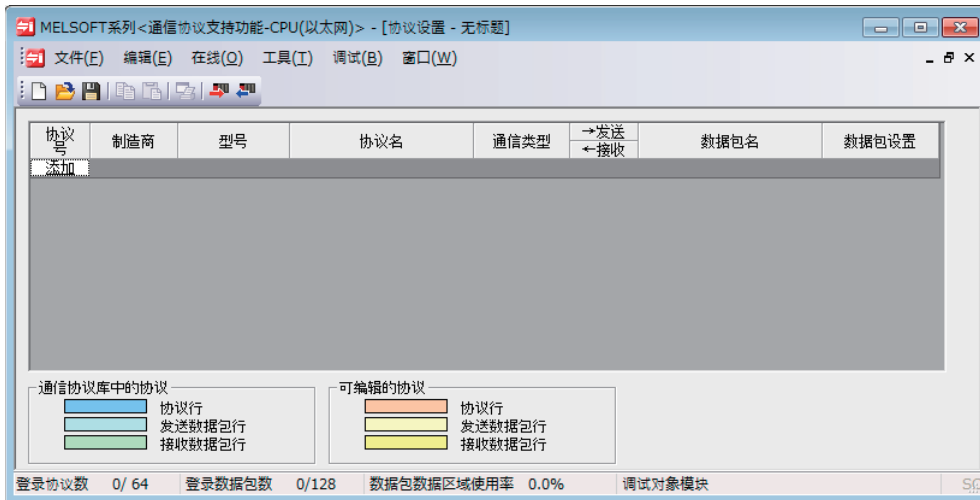 MELSOFT系列<通信协议支持功能-CPU(以太网)> - [协议设置 - 无标题]
文件(F) 编辑(E) 在线(O) 工具(T) 调试(B) 窗口(W)
协议号 制造商 型号 协议名 通信类型 →发送 ←接收 数据包名 数据包设置
添加
通信协议库中的协议 可编辑的协议
协议行 协议行
发送数据包行 发送数据包行
接收数据包行 接收数据包行
登录协议数 0/ 64 登录数据包数 0/128 数据包数据区域使用率 0.0% 调试对象模块